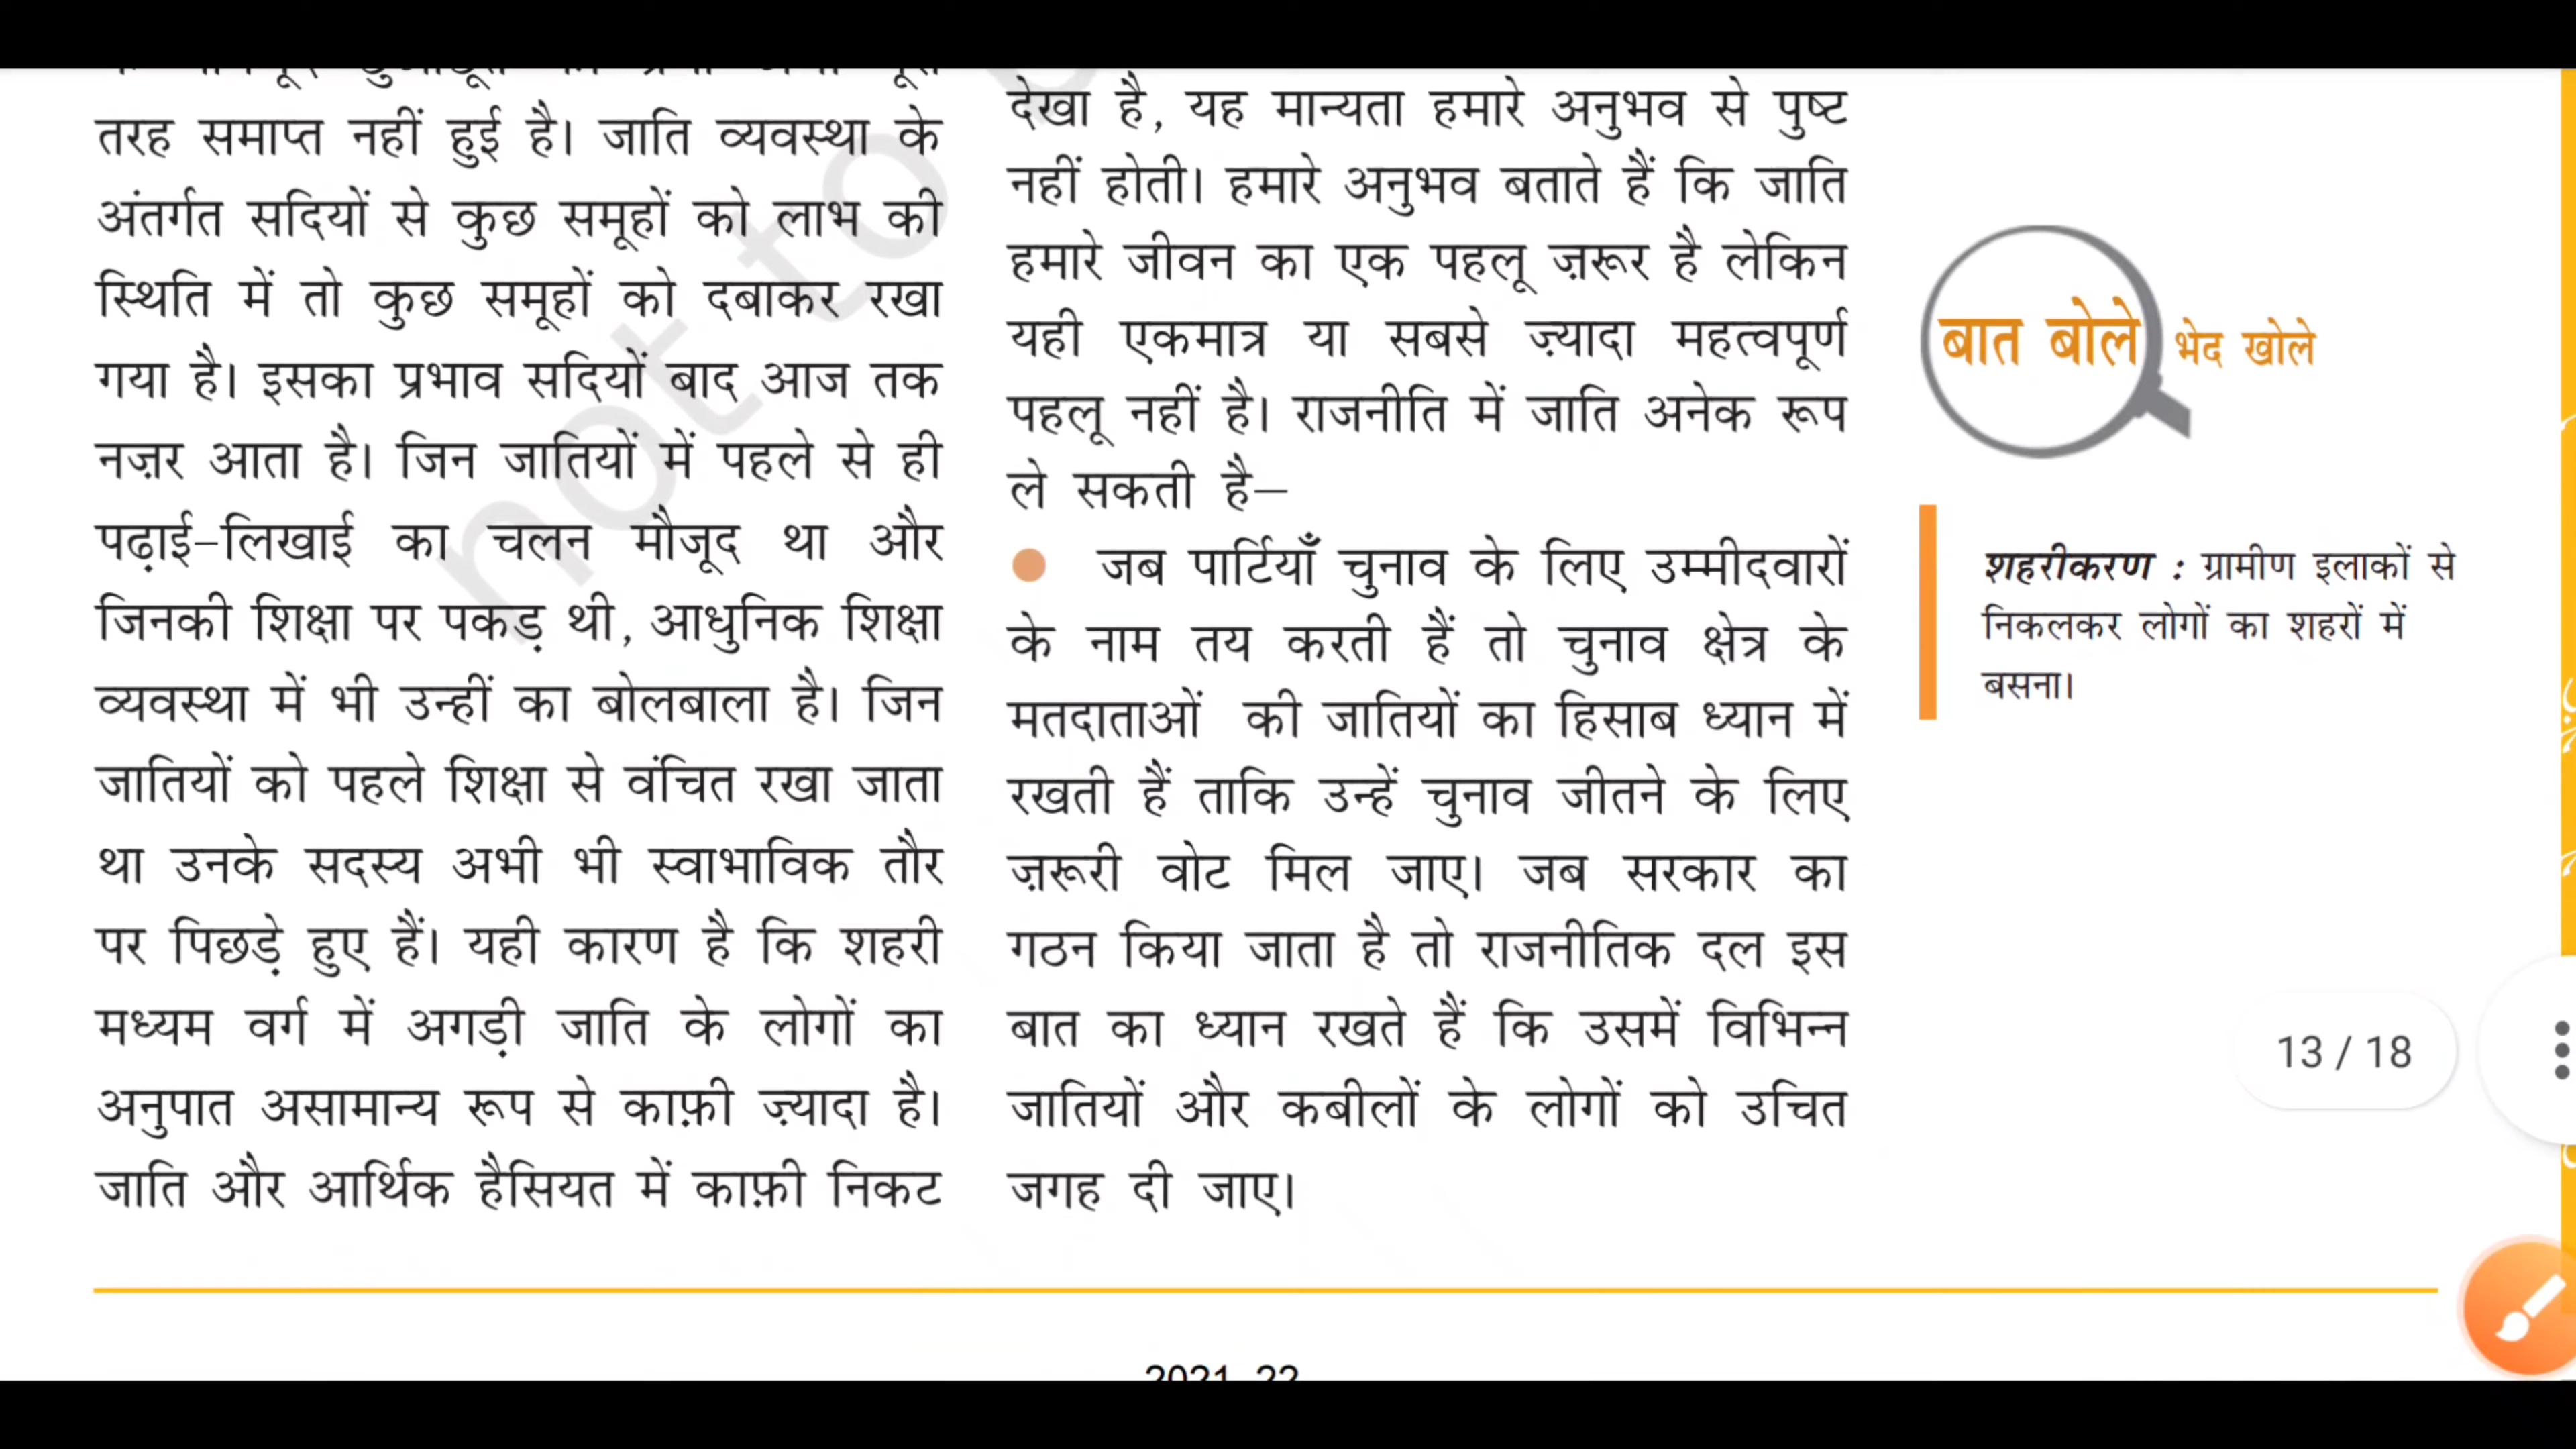 तरह समाप्त नहीं हुई है। जाति व्यवस्था के
अंतर्गत सदियों से कुछ समूहों को लाभ की
स्थिति में तो कुछ समूहों को दबाकर रखा
गया है। इसका प्रभाव सदियों बाद आज तक
नज़र आता है। जिन जातियों में पहले से ही
पढ़ाई-लिखाई का चलन मौजूद था और
जिनकी शिक्षा पर पकड़ थी, आधुनिक शिक्षा
व्यवस्था में भी उन्हीं का बोलबाला है। जिन
जातियों को पहले शिक्षा से वंचित रखा जाता
था उनके सदस्य अभी भी स्वाभाविक तौर
पर पिछड़े हुए हैं। यही कारण है कि शहरी
मध्यम वर्ग में अगड़ी जाति के लोगों का
अनुपात असामान्य रूप से काफ़ी ज़्यादा है।
जाति और आर्थिक हैसियत में काफ़ी निकट
देखा है, यह मान्यता हमारे अनुभव से पुष्ट
नहीं होती। हमारे अनुभव बताते हैं कि जाति
हमारे जीवन का एक पहलू ज़रूर है लेकिन
यही एकमात्र या सबसे ज़्यादा महत्वपूर्ण
पहलू नहीं है। राजनीति में जाति अनेक रूप
ले सकती है–
● जब पार्टियाँ चुनाव के लिए उम्मीदवारों
के नाम तय करती हैं तो चुनाव क्षेत्र के
मतदाताओं की जातियों का हिसाब ध्यान में
रखती हैं ताकि उन्हें चुनाव जीतने के लिए
ज़रूरी वोट मिल जाए। जब सरकार का
गठन किया जाता है तो राजनीतिक दल इस
बात का ध्यान रखते हैं कि उसमें विभिन्न
जातियों और कबीलों के लोगों को उचित
जगह दी जाए।
बात बोले भेद खोले
शहरीकरण : ग्रामीण इलाकों से
निकलकर लोगों का शहरों में
बसना।
13 / 18
not to
2021-22